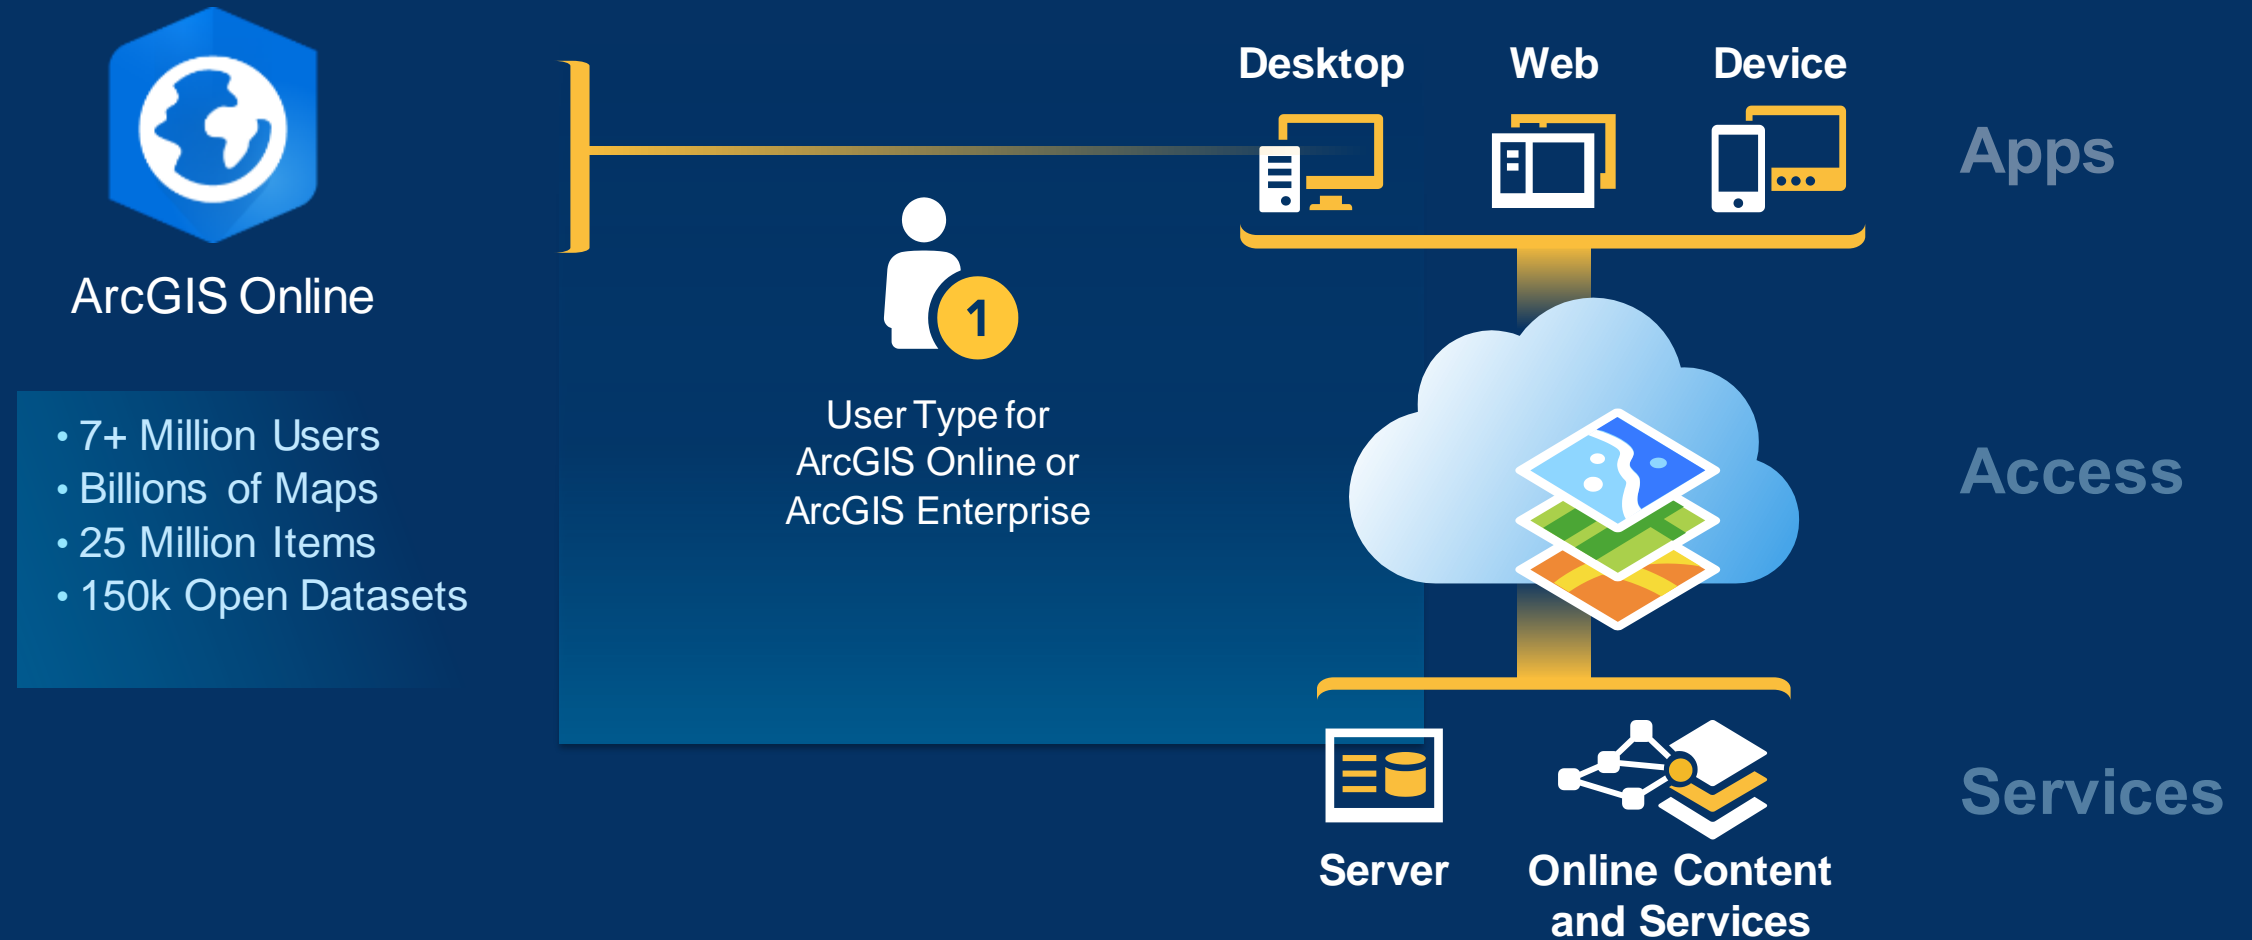 ArcGIS Online
• 7+ Million Users
• Billions of Maps
• 25 Million Items
• 150k Open Datasets
1
User Type for
ArcGIS Online or
ArcGIS Enterprise
Desktop Web Device
Apps
Access
Services
Server
Online Content
and Services